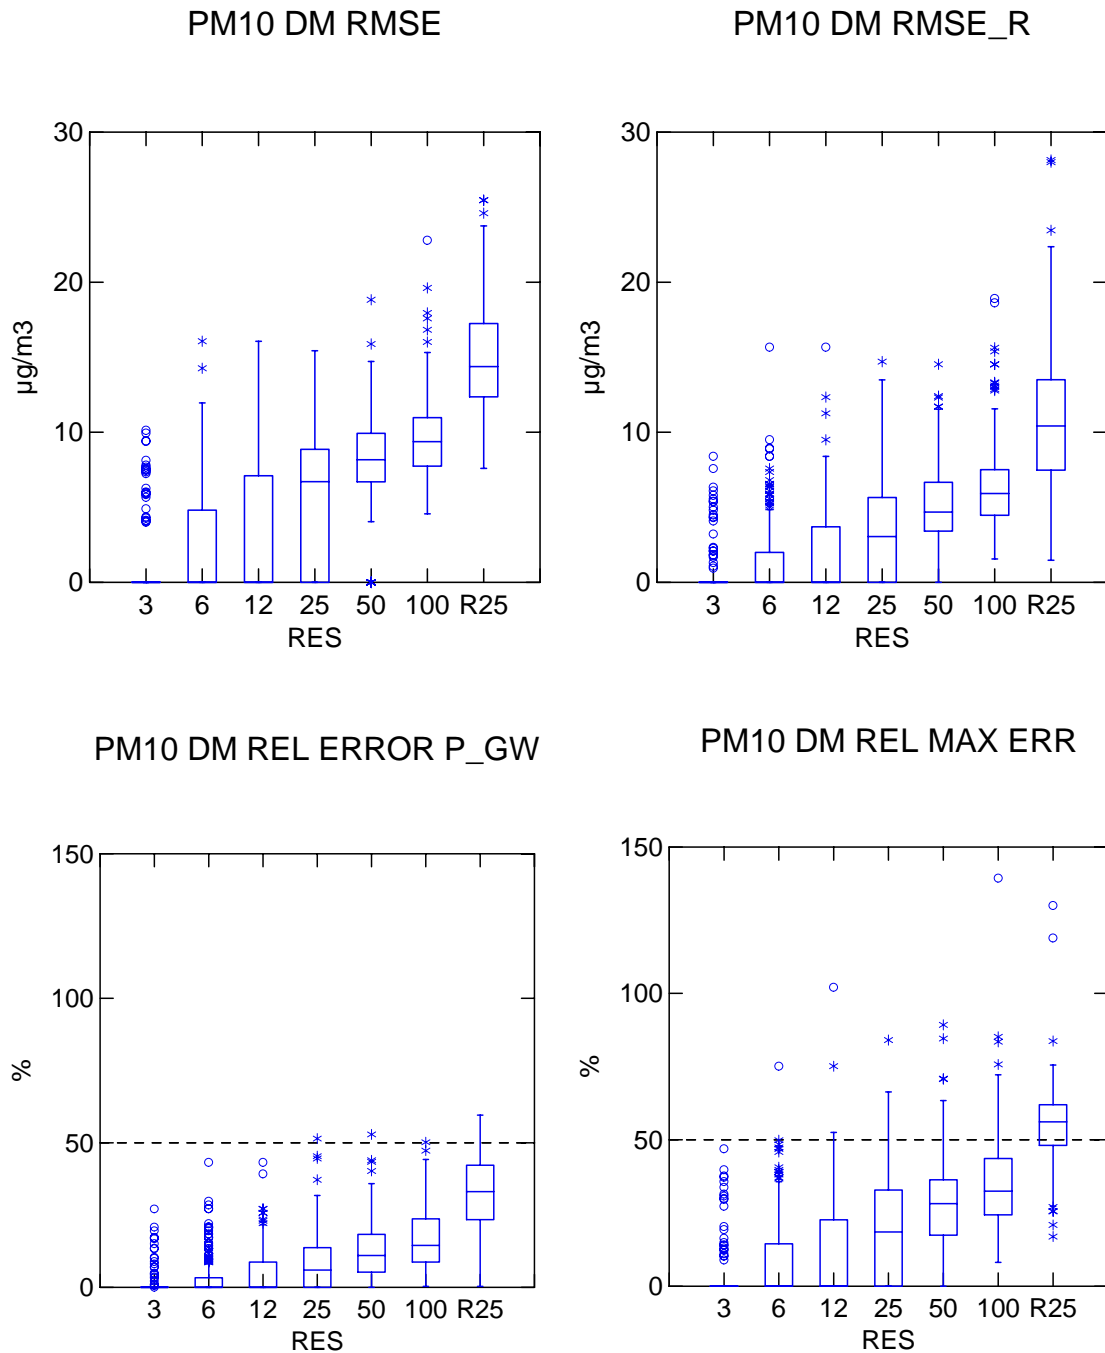 PM10 DM RMSE
30
20
10
0
µg/m3
3 6 12 25 50 100 R25
RES
PM10 DM RMSE_R
30
20
10
0
µg/m3
3 6 12 25 50 100 R25
RES
PM10 DM REL ERROR P_GW
150
100
50
0
%
3 6 12 25 50 100 R25
RES
PM10 DM REL MAX ERR
150
100
50
0
%
3 6 12 25 50 100 R25
RES